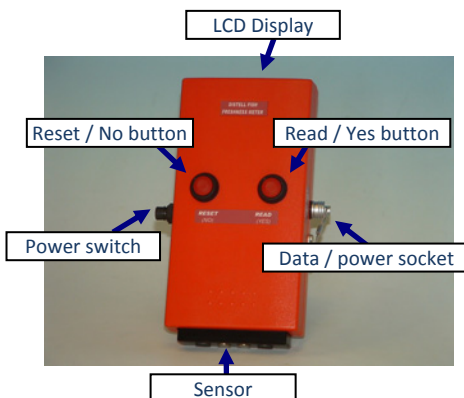 LCD Display
DISTELL FISH
FRESHNESS METER
Reset / No button
Read / Yes button
RESET
(NO)
READ
(YES)
Power switch
Data / power socket
Sensor